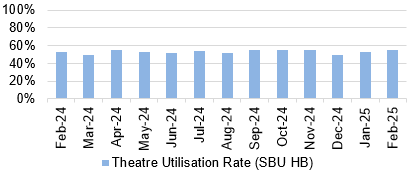 100%
80%
60%
40%
20%
0%
Feb-24
Mar-24
Apr-24
May-24
Jun-24
Jul-24
Aug-24
Sep-24
Oct-24
Nov-24
Dec-24
Jan-25
Feb-25
Theatre Utilisation Rate (SBU HB)